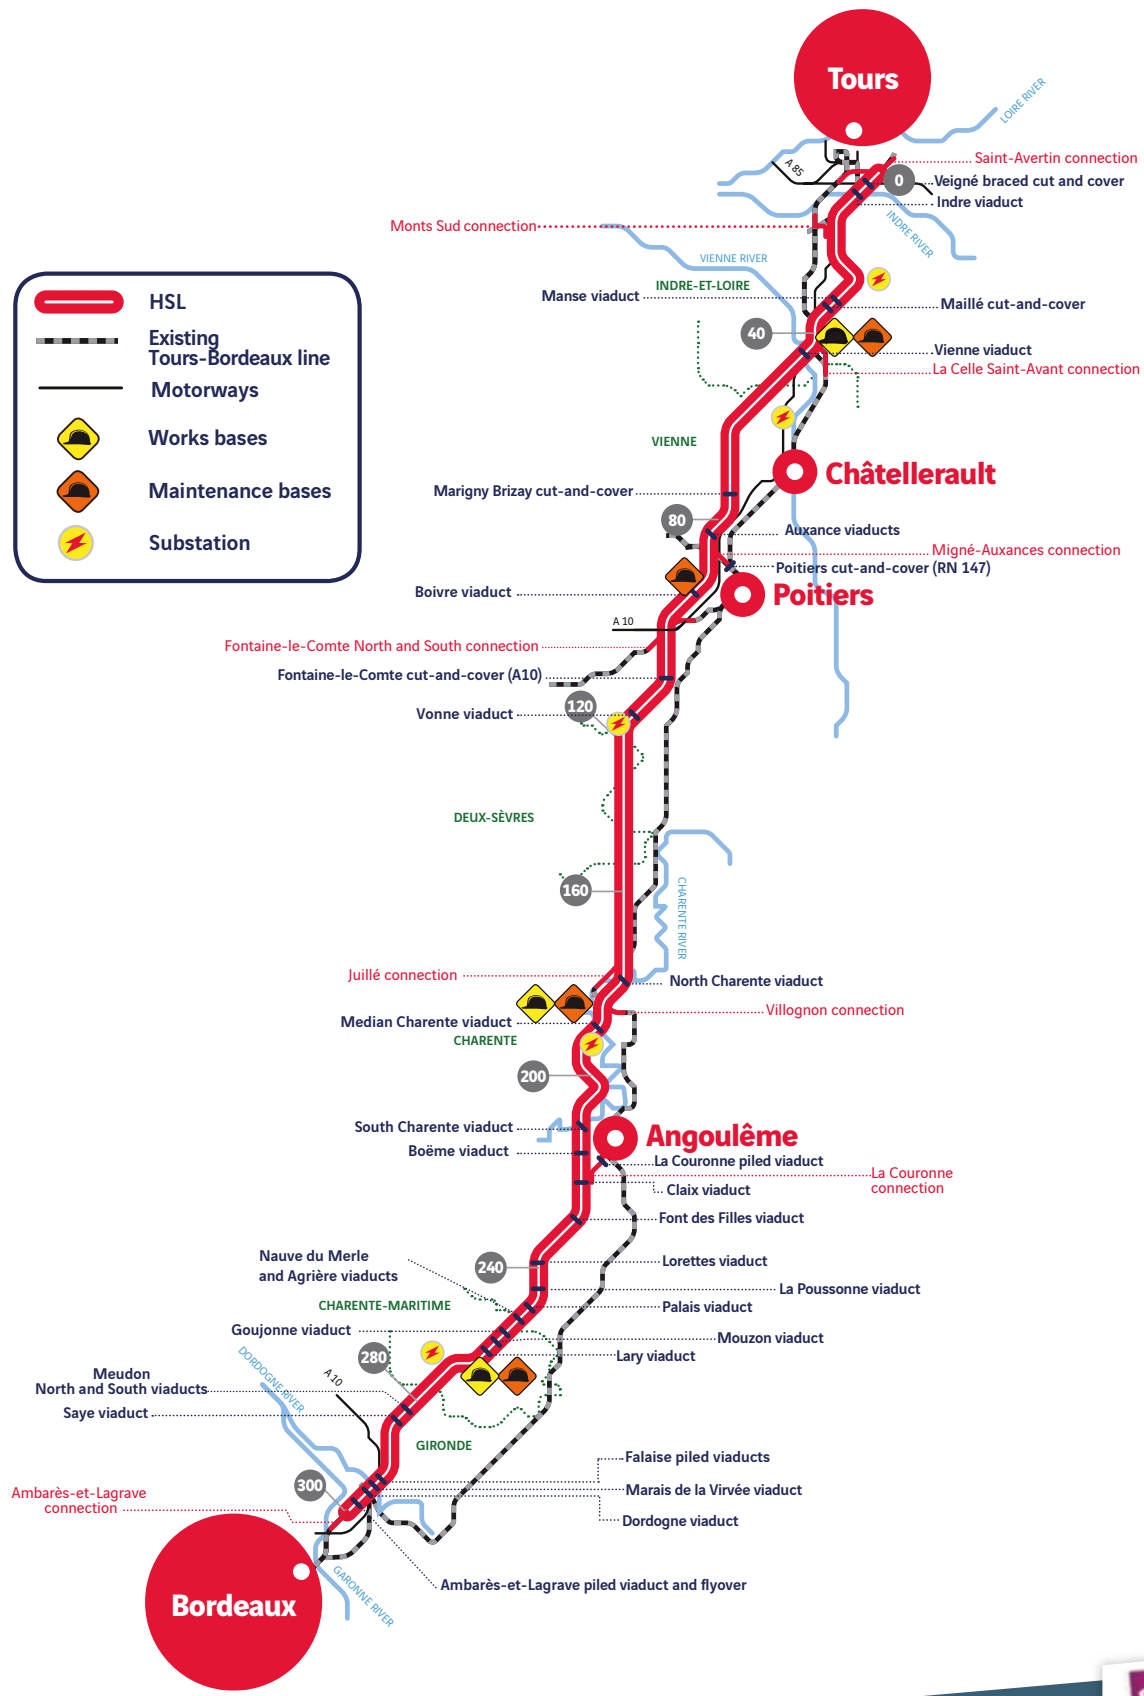 Tours
LOIRE RIVER
A 85
Saint-Avertin connection
0
Veigné braced cut and cover
Indre viaduct
INDRE RIVER
Monts Sud connection
VIENNE RIVER
INDRE-ET-LOIRE
Manse viaduct
Maillé cut-and-cover
40
Vienne viaduct
La Celle Saint-Avant connection
HSL
Existing
Tours-Bordeaux line
Motorways
Works bases
Maintenance bases
Substation
VIENNE
Châtellerault
Marigny Brizay cut-and-cover
80
Auxance viaducts
Migné-Auxances connection
Poitiers cut-and-cover (RN 147)
Boivre viaduct
Poitiers
A 10
Fontaine-le-Comte North and South connection
Fontaine-le-Comte cut-and-cover (A10)
120
Vonne viaduct
DEUX-SÈVRES
160
CHARENTE RIVER
Juillé connection
North Charente viaduct
Villognon connection
Median Charente viaduct
CHARENTE
200
South Charente viaduct
Angoulême
Boëme viaduct
La Couronne piled viaduct
La Couronne
connection
Claix viaduct
Font des Filles viaduct
Nauve du Merle
and Agrière viaducts
240
Lorettes viaduct
La Poussonne viaduct
CHARENTE-MARITIME
Palais viaduct
Goujonne viaduct
Mouzon viaduct
280
Lary viaduct
DORDOGNE RIVER
A 10
Meudon
North and South viaducts
Saye viaduct
GIRONDE
Falaise piled viaducts
300
Marais de la Virvée viaduct
Ambarès-et-Lagrave
connection
Dordogne viaduct
GARONNE RIVER
Ambarès-et-Lagrave piled viaduct and flyover
Bordeaux